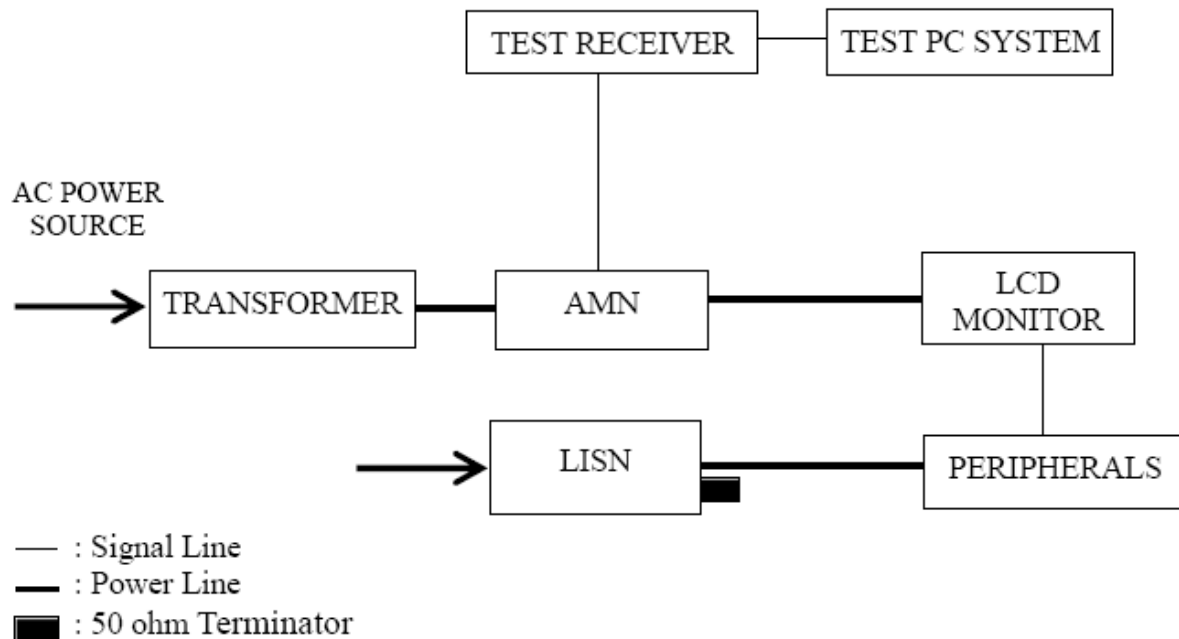 TEST RECEIVER
TEST PC SYSTEM
AC POWER
SOURCE
TRANSFORMER
AMN
LCD
MONITOR
LISN
PERIPHERALS
: Signal Line
: Power Line
: 50 ohm Terminator